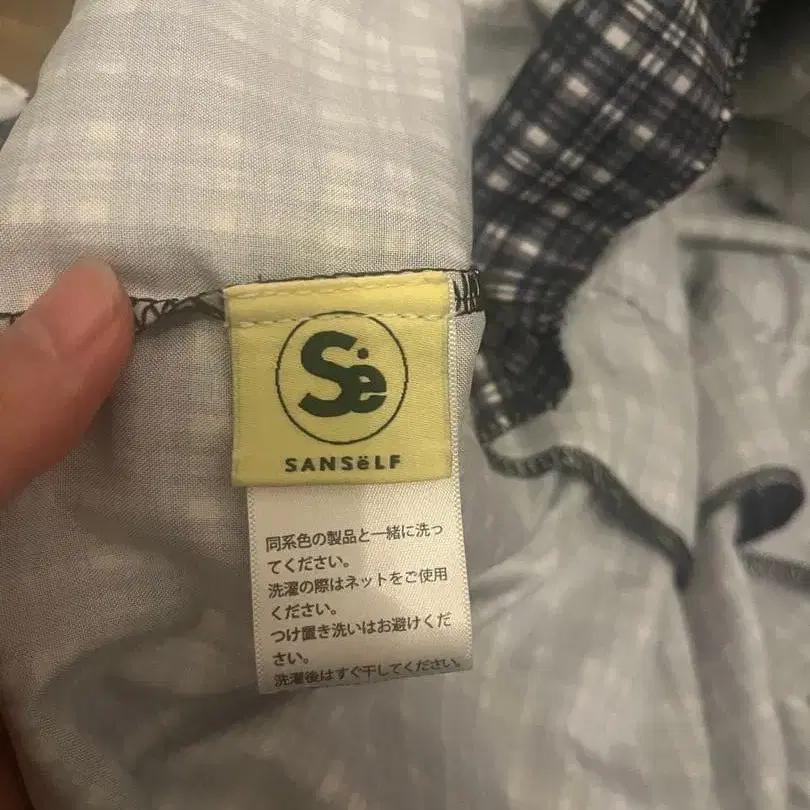 Së
SANSëLF
同系色の製品と一緒に洗っ
てください。
洗濯の際はネットをご使用
ください。
つけ置き洗いはお避けくだ
さい。
洗濯後はすぐ干してください。